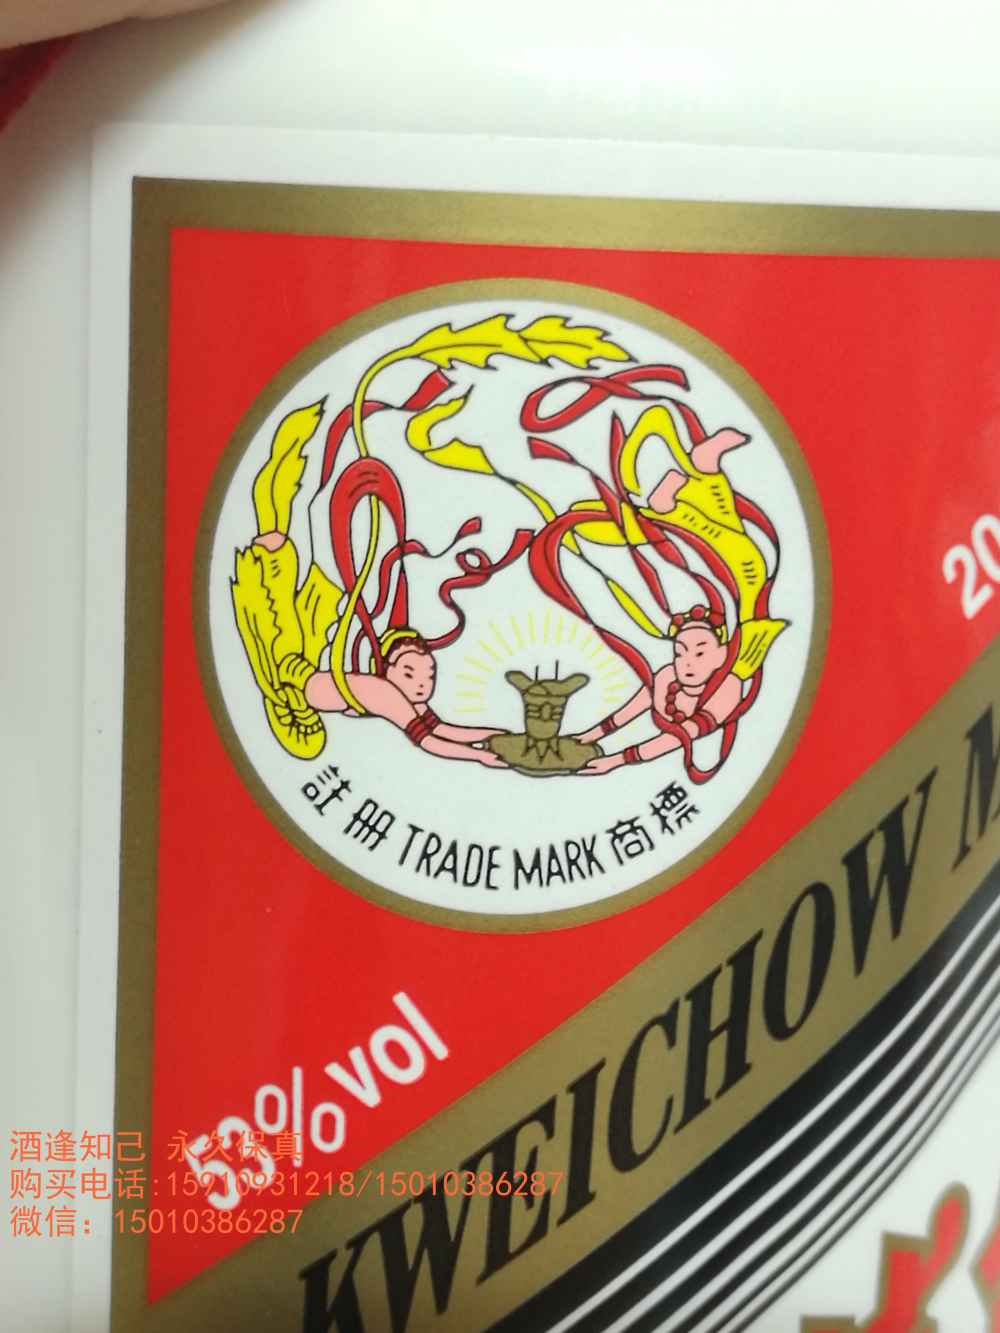 註册 TRADE MARK 商標
20
53%vol
KWEICHOW M
酒逢知己 永久保真
购买电话:15910931218/15010386287
微信：15010386287